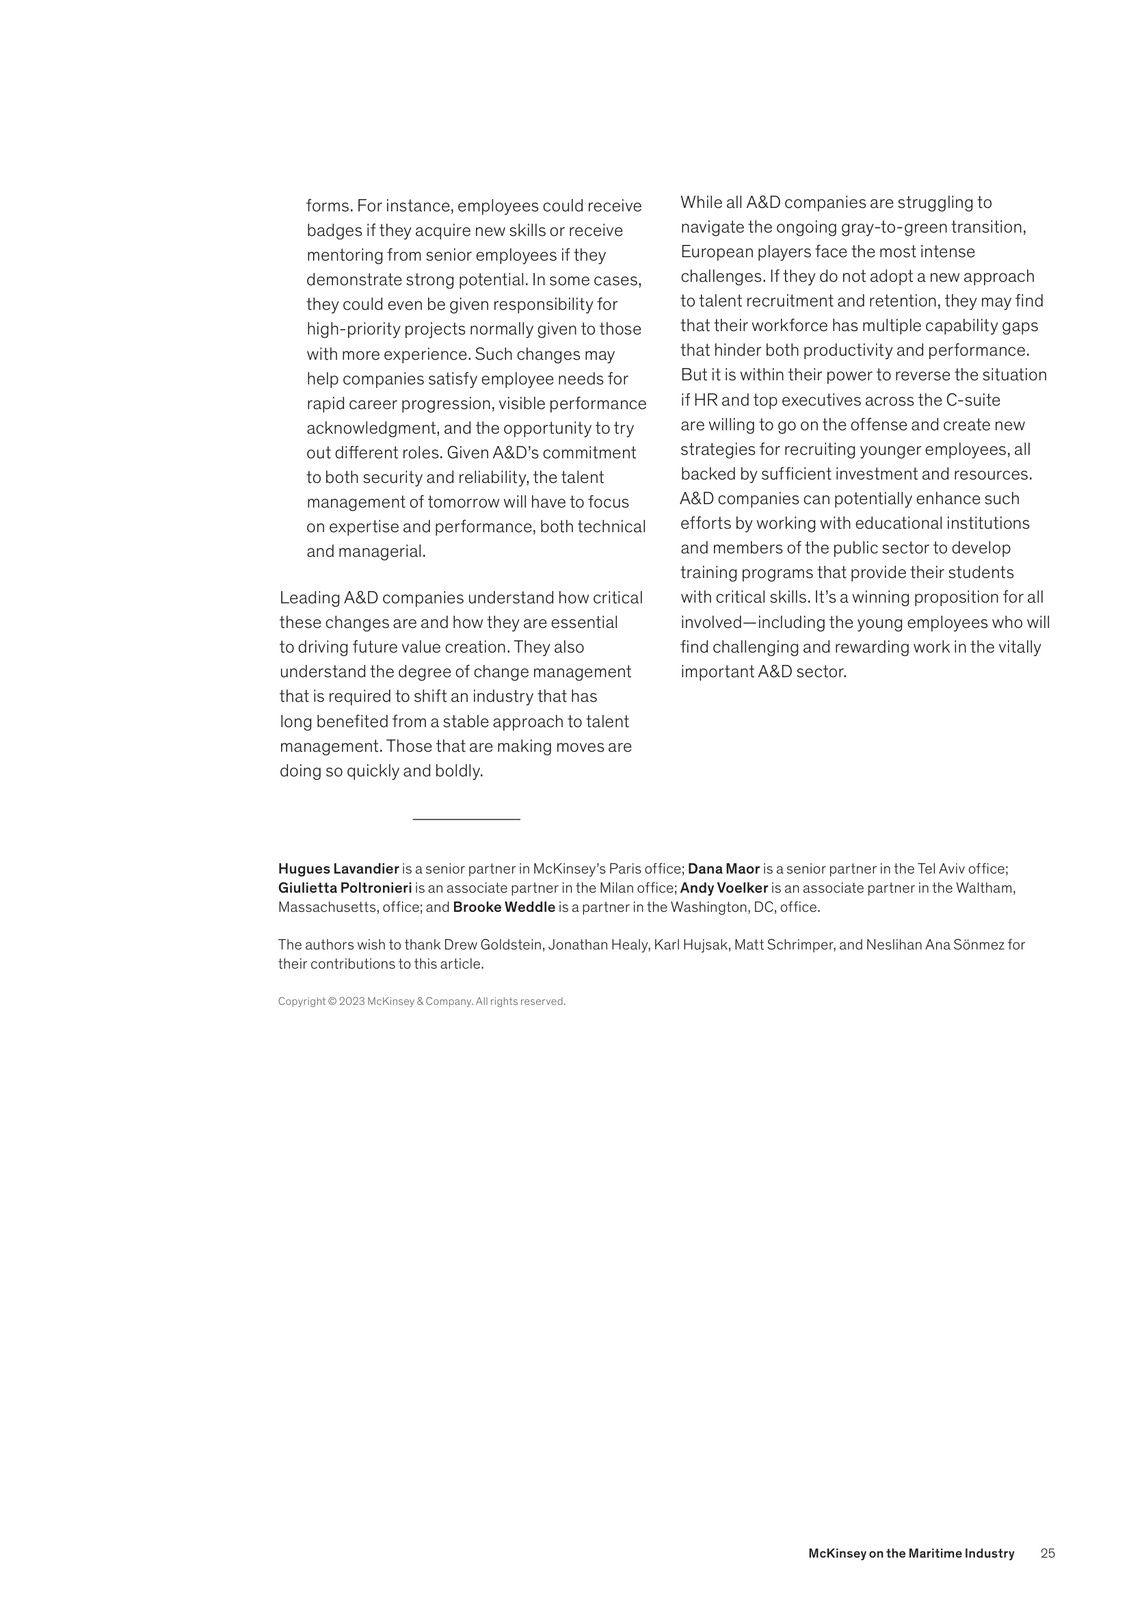 forms. For instance, employees could receive
badges if they acquire new skills or receive
mentoring from senior employees if they
demonstrate strong potential. In some cases,
they could even be given responsibility for
high-priority projects normally given to those
with more experience. Such changes may
help companies satisfy employee needs for
rapid career progression, visible performance
acknowledgment, and the opportunity to try
out different roles. Given A&D’s commitment
to both security and reliability, the talent
management of tomorrow will have to focus
on expertise and performance, both technical
and managerial.
Leading A&D companies understand how critical
these changes are and how they are essential
to driving future value creation. They also
understand the degree of change management
that is required to shift an industry that has
long benefited from a stable approach to talent
management. Those that are making moves are
doing so quickly and boldly.
While all A&D companies are struggling to
navigate the ongoing gray-to-green transition,
European players face the most intense
challenges. If they do not adopt a new approach
to talent recruitment and retention, they may find
that their workforce has multiple capability gaps
that hinder both productivity and performance.
But it is within their power to reverse the situation
if HR and top executives across the C-suite
are willing to go on the offense and create new
strategies for recruiting younger employees, all
backed by sufficient investment and resources.
A&D companies can potentially enhance such
efforts by working with educational institutions
and members of the public sector to develop
training programs that provide their students
with critical skills. It’s a winning proposition for all
involved—including the young employees who will
find challenging and rewarding work in the vitally
important A&D sector.
Hugues Lavandier is a senior partner in McKinsey’s Paris office; Dana Maor is a senior partner in the Tel Aviv office;
Giulietta Poltronieri is an associate partner in the Milan office; Andy Voelker is an associate partner in the Waltham,
Massachusetts, office; and Brooke Weddle is a partner in the Washington, DC, office.
The authors wish to thank Drew Goldstein, Jonathan Healy, Karl Hujsak, Matt Schrimper, and Neslihan Ana Sönmez for
their contributions to this article.
Copyright © 2023 McKinsey & Company. All rights reserved.
McKinsey on the Maritime Industry 25